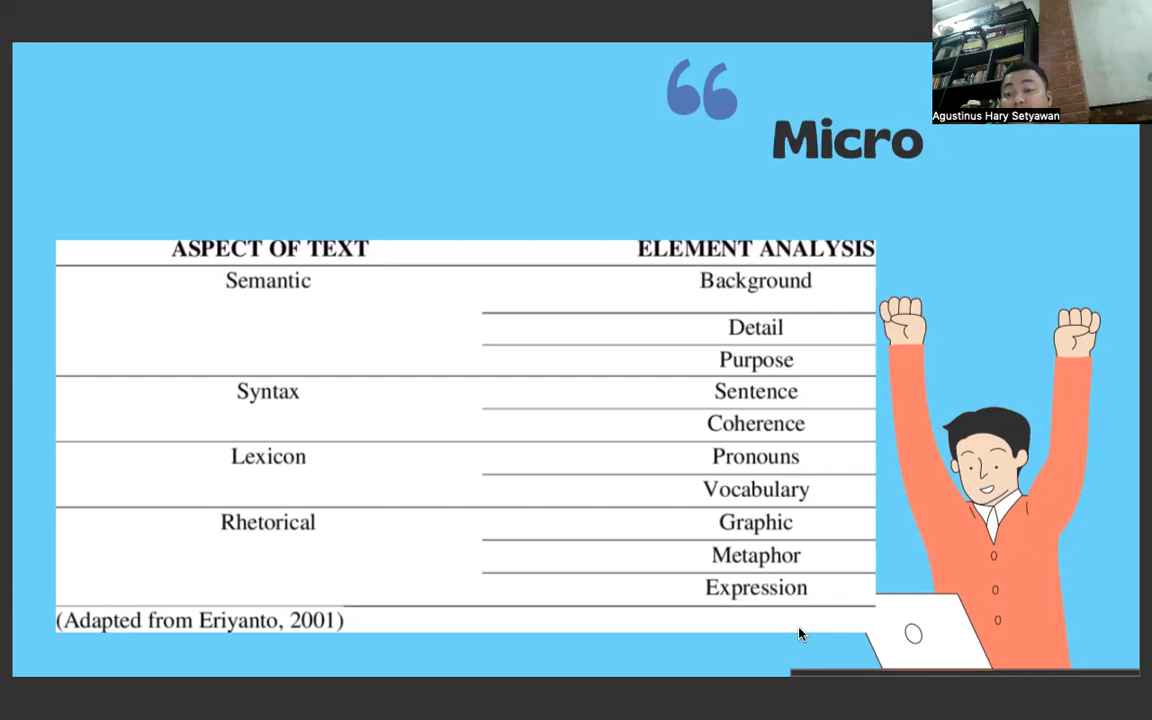 Agustinus Hary Setyawan
“
Micro
ASPECT OF TEXT ELEMENT ANALYSIS
Semantic Background
Detail
Purpose
Syntax Sentence
Coherence
Lexicon Pronouns
Vocabulary
Rhetorical Graphic
Metaphor
Expression
(Adapted from Eriyanto, 2001)